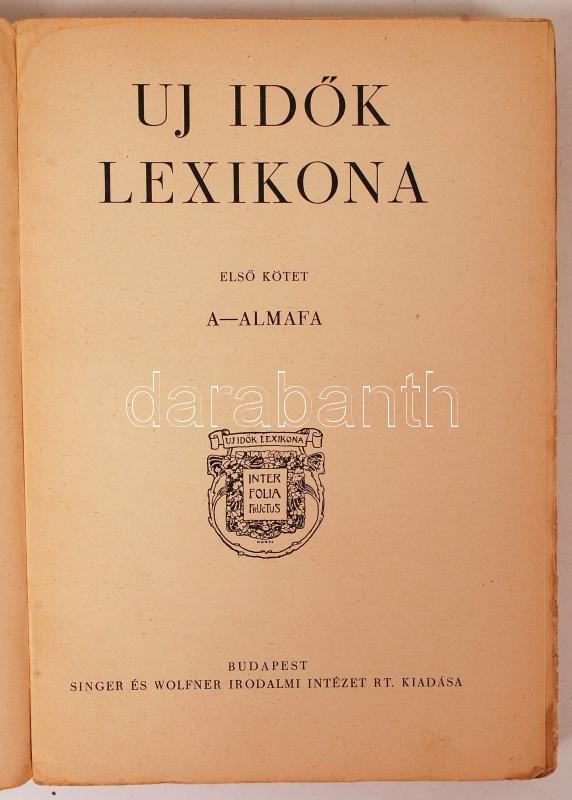 UJ IDŐK
LEXIKONA
ELSŐ KÖTET
A—ALMAFA
darabanth
UJ IDŐK LEXIKONA
INTER
FOLIA
FRUCTUS
BUDAPEST
SINGER ÉS WOLFNER IRODALMI INTÉZET RT. KIADÁSA